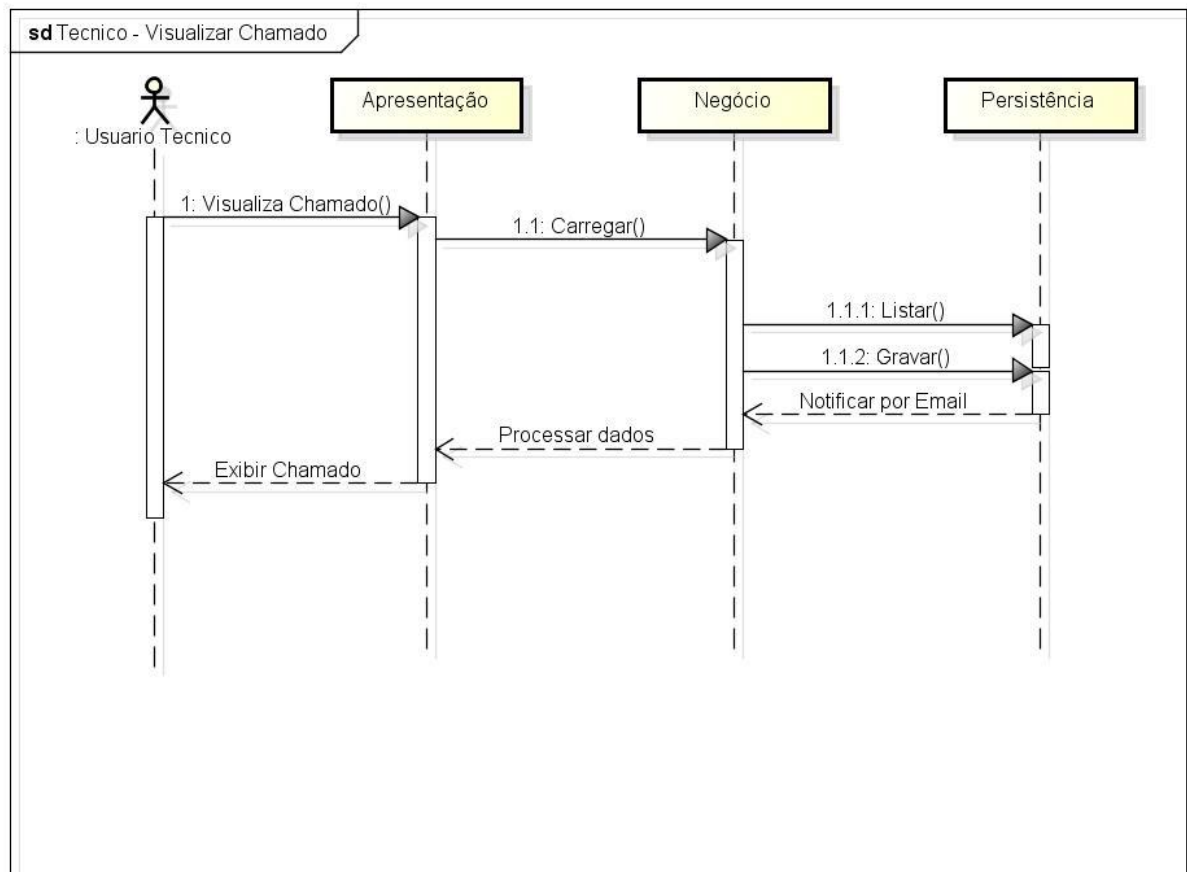 sd Tecnico - Visualizar Chamado
: Usuario Tecnico
Apresentação
Negócio
Persistência
1: Visualiza Chamado()
1.1: Carregar()
1.1.1: Listar()
1.1.2: Gravar()
Notificar por Email
Processar dados
Exibir Chamado